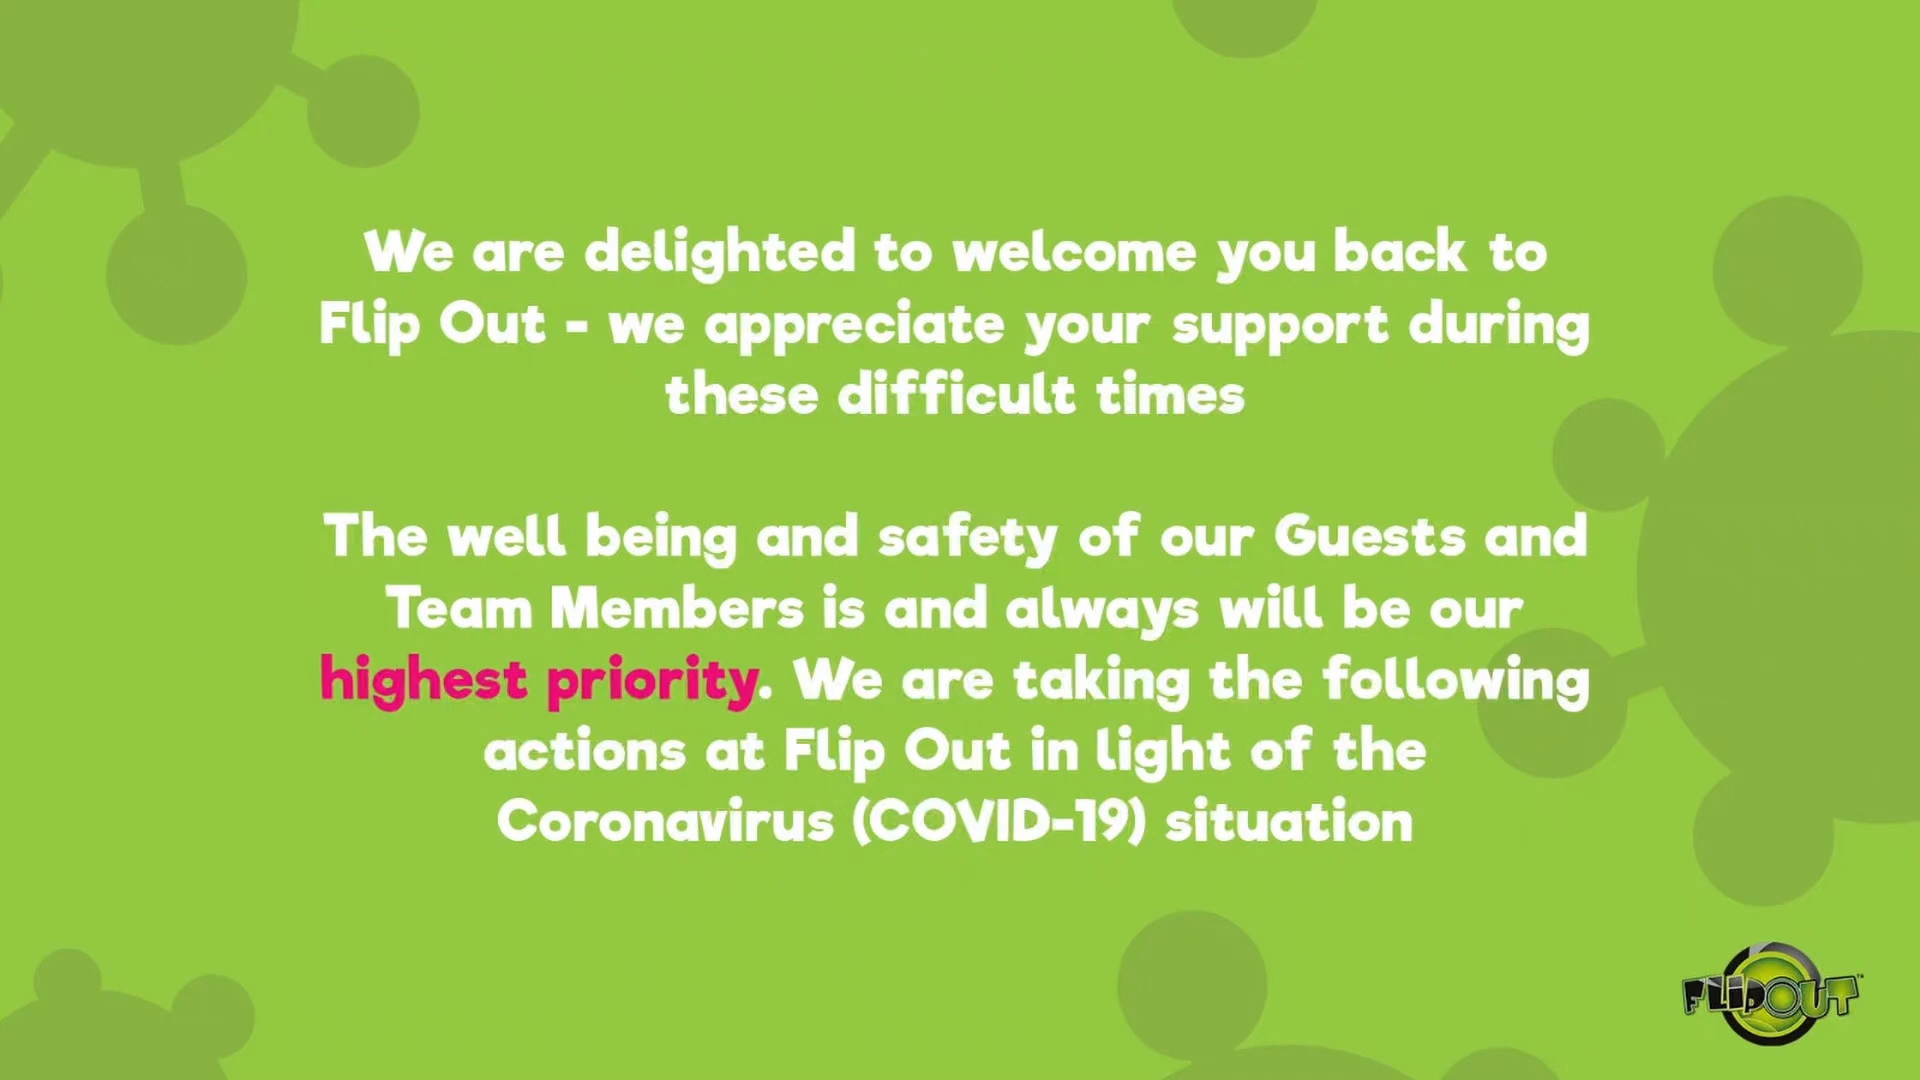 We are delighted to welcome you back to
Flip Out - we appreciate your support during
these difficult times
The well being and safety of our Guests and
Team Members is and always will be our
highest priority. We are taking the following
actions at Flip Out in light of the
Coronavirus (COVID-19) situation
FLIPOUT™